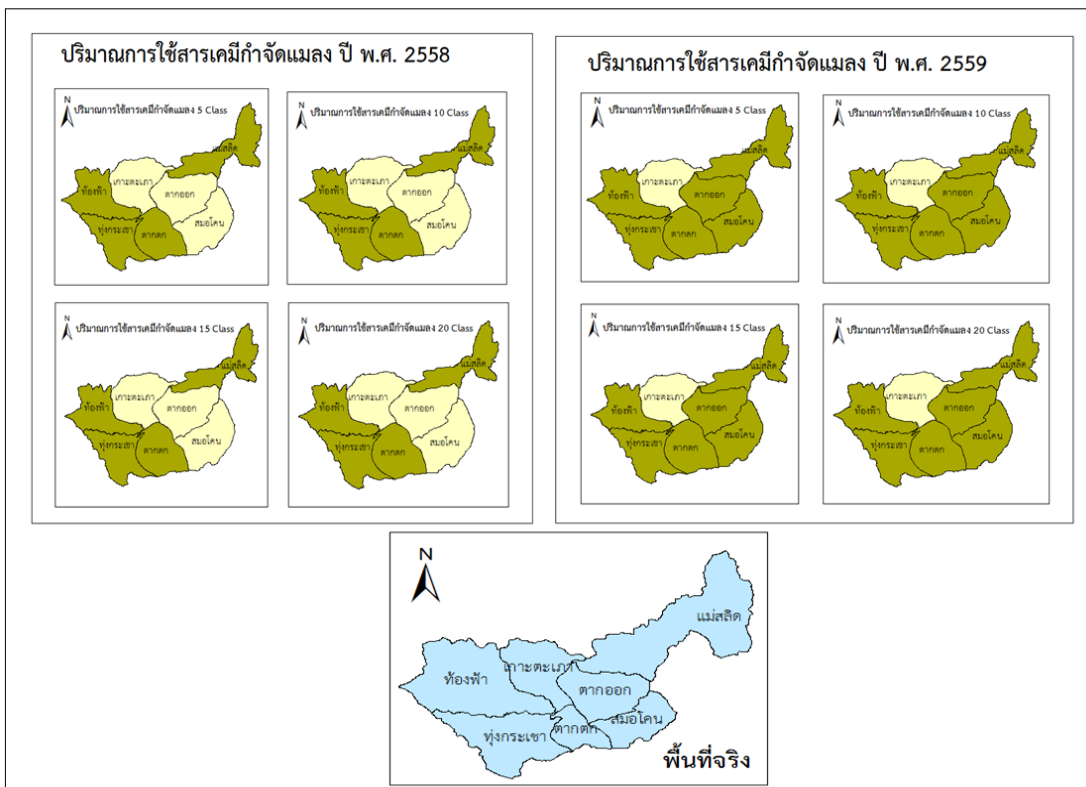 ปริมาณการใช้สารเคมีกำจัดแมลง ปี พ.ศ. 2558
N
ปริมาณการใช้สารเคมีกำจัดแมลง 5 Class
แม่สลิด
เกาะตะเภา
ท้องฟ้า
ตากออก
สมอโคน
ทุ่งกระเชา
ตากตก
N
ปริมาณการใช้สารเคมีกำจัดแมลง 10 Class
แม่สลิด
เกาะตะเภา
ท้องฟ้า
ตากออก
สมอโคน
ทุ่งกระเชา
ตากตก
N
ปริมาณการใช้สารเคมีกำจัดแมลง 15 Class
แม่สลิด
เกาะตะเภา
ท้องฟ้า
ตากออก
สมอโคน
ทุ่งกระเชา
ตากตก
N
ปริมาณการใช้สารเคมีกำจัดแมลง 20 Class
แม่สลิด
เกาะตะเภา
ท้องฟ้า
ตากออก
สมอโคน
ทุ่งกระเชา
ตากตก
ปริมาณการใช้สารเคมีกำจัดแมลง ปี พ.ศ. 2559
N
ปริมาณการใช้สารเคมีกำจัดแมลง 5 Class
แม่สลิด
เกาะตะเภา
ท้องฟ้า
ตากออก
สมอโคน
ทุ่งกระเชา
ตากตก
N
ปริมาณการใช้สารเคมีกำจัดแมลง 10 Class
แม่สลิด
เกาะตะเภา
ท้องฟ้า
ตากออก
สมอโคน
ทุ่งกระเชา
ตากตก
N
ปริมาณการใช้สารเคมีกำจัดแมลง 15 Class
แม่สลิด
เกาะตะเภา
ท้องฟ้า
ตากออก
สมอโคน
ทุ่งกระเชา
ตากตก
N
ปริมาณการใช้สารเคมีกำจัดแมลง 20 Class
แม่สลิด
เกาะตะเภา
ท้องฟ้า
ตากออก
สมอโคน
ทุ่งกระเชา
ตากตก
N
แม่สลิด
เกาะตะเภา
ท้องฟ้า
ตากออก
สมอโคน
ทุ่งกระเชา
ตากตก
พื้นที่จริง